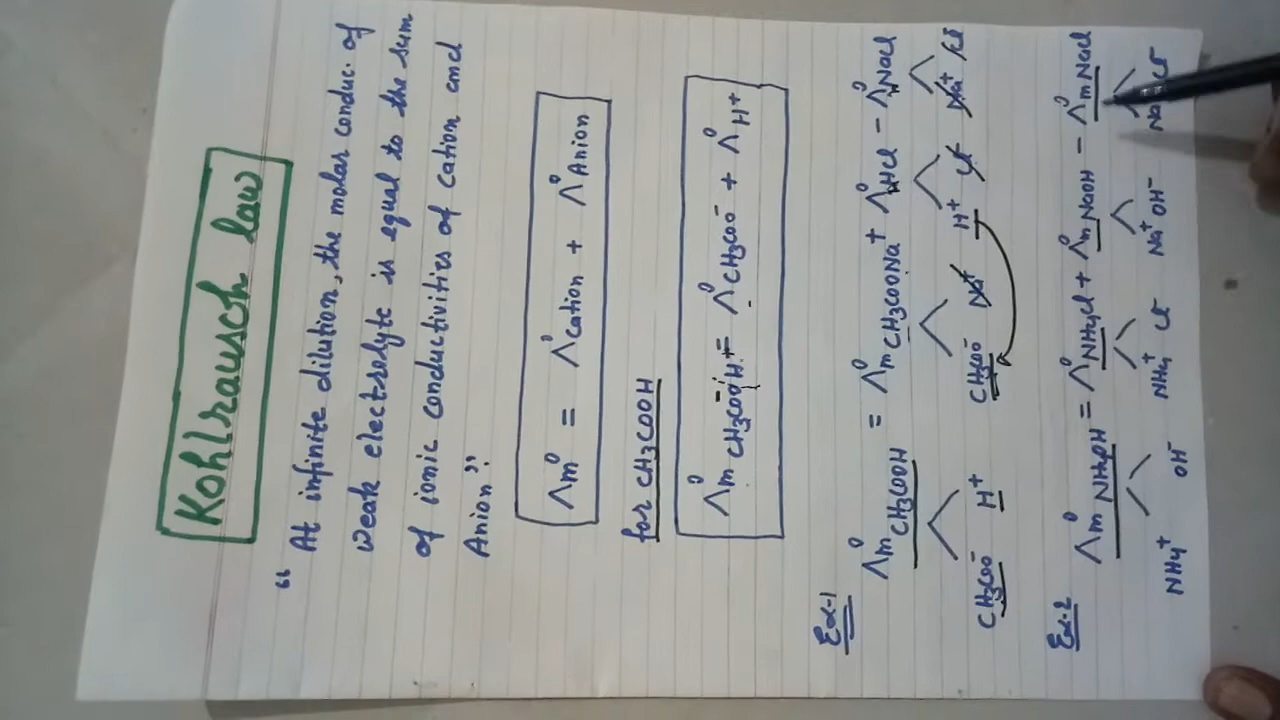 Kohlrausch law
"At infinite dilution, the molar conduc. of
weak electrolyte is equal to the sum
of ionic conductivities of cation and
Anion".
Λm° = Λ°Cation + Λ°Anion
for CH3COOH
Λ°m CH3COO⁻H⁺ = Λ°CH3COO⁻ + Λ°H⁺
Ex-1
Λm°CH3COOH = Λ°m CH3COONa + Λ°HCl − Λ°NaCl
CH3COO⁻ H⁺ CH3COO⁻ Na⁺ H⁺ Cl⁻ Na⁺ Cl⁻
Ex-2
Λm°NH4OH = Λ°NH4Cl + Λ°m NaOH − Λ°m NaCl
NH4⁺ OH⁻ NH4⁺ Cl⁻ Na⁺ OH⁻ Na Cl⁻